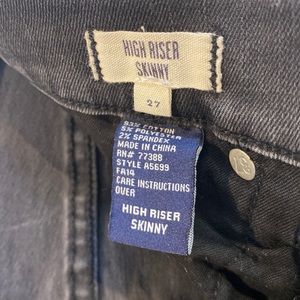 HIGH RISER
SKINNY
27
93% COTTON
5% POLYESTER
2% SPANDEX
MADE IN CHINA
RN# 77388
STYLE A5699
FA14
CARE INSTRUCTIONS
OVER
HIGH RISER
SKINNY